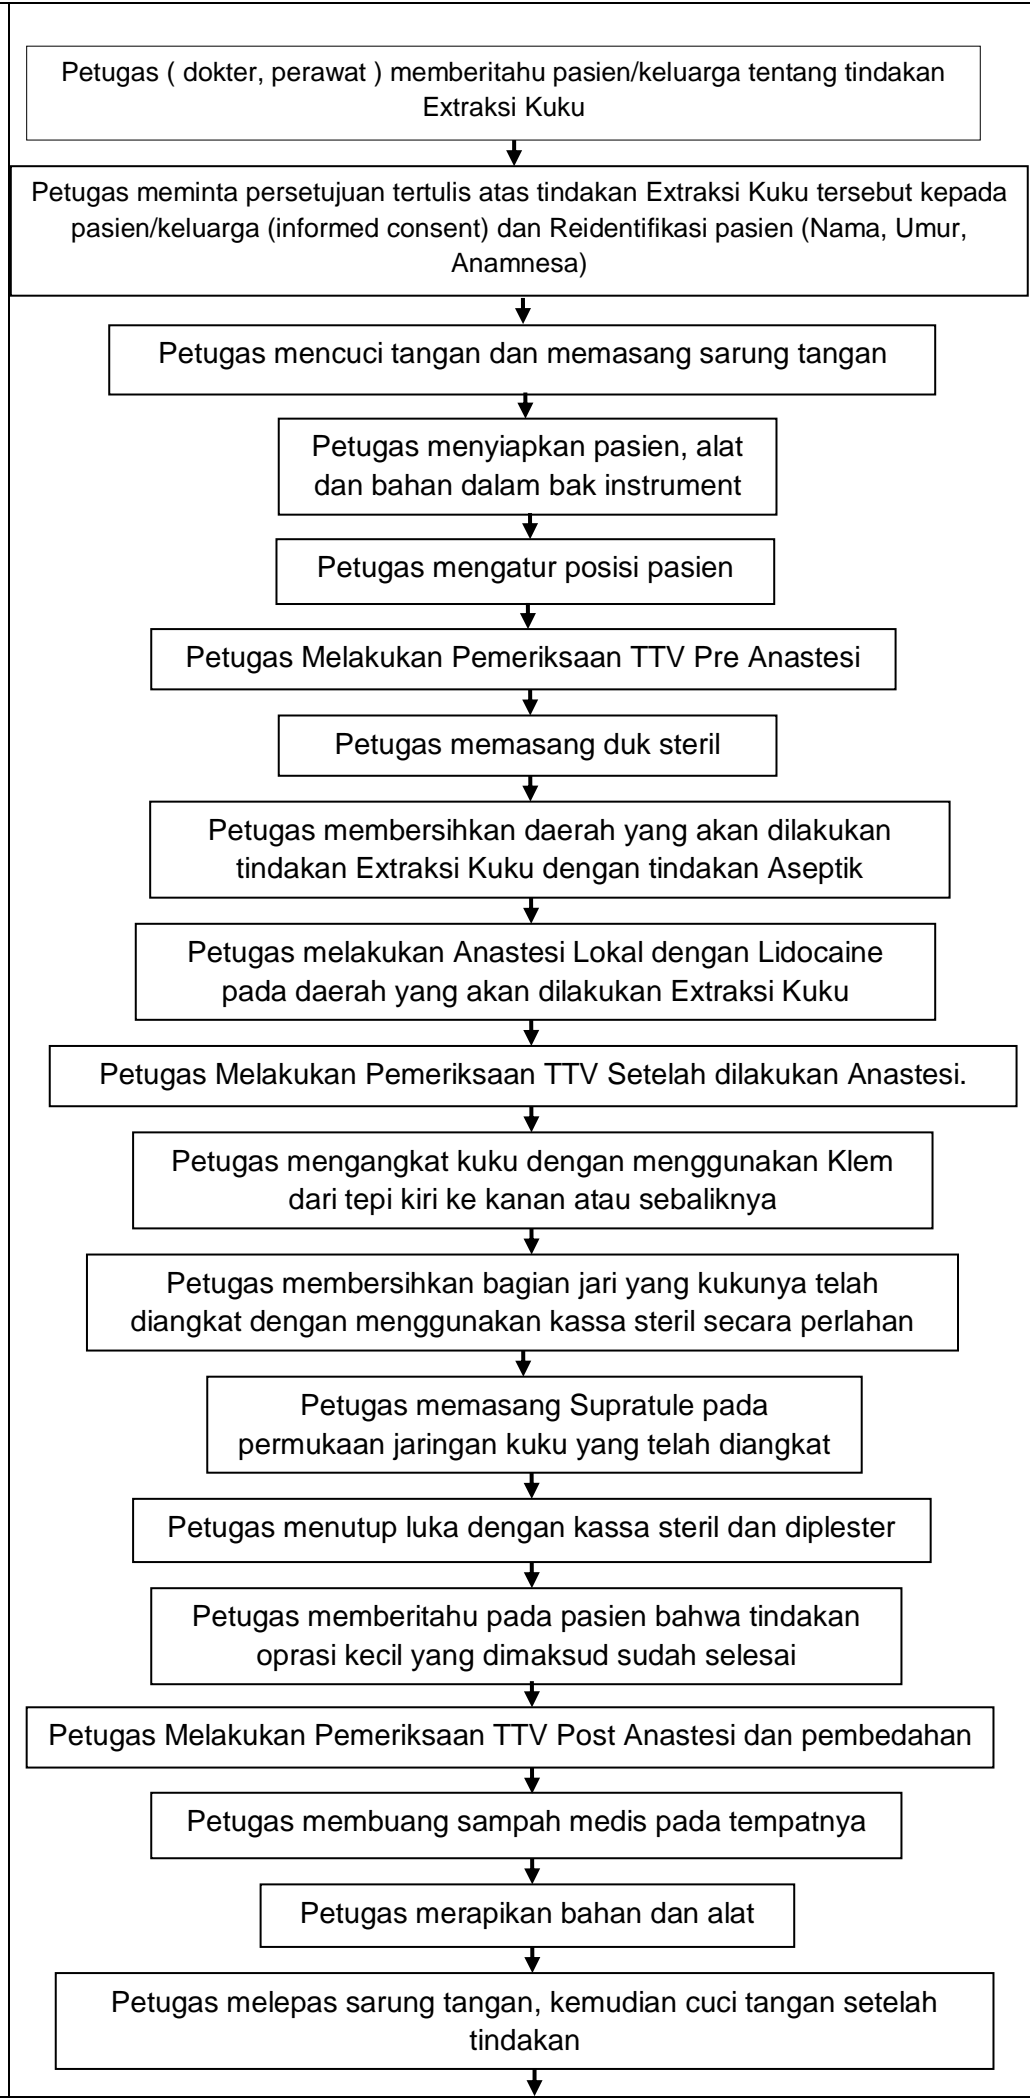 Petugas ( dokter, perawat ) memberitahu pasien/keluarga tentang tindakan
Extraksi Kuku
Petugas meminta persetujuan tertulis atas tindakan Extraksi Kuku tersebut kepada
pasien/keluarga (informed consent) dan Reidentifikasi pasien (Nama, Umur,
Anamnesa)
Petugas mencuci tangan dan memasang sarung tangan
Petugas menyiapkan pasien, alat
dan bahan dalam bak instrument
Petugas mengatur posisi pasien
Petugas Melakukan Pemeriksaan TTV Pre Anastesi
Petugas memasang duk steril
Petugas membersihkan daerah yang akan dilakukan
tindakan Extraksi Kuku dengan tindakan Aseptik
Petugas melakukan Anastesi Lokal dengan Lidocaine
pada daerah yang akan dilakukan Extraksi Kuku
Petugas Melakukan Pemeriksaan TTV Setelah dilakukan Anastesi.
Petugas mengangkat kuku dengan menggunakan Klem
dari tepi kiri ke kanan atau sebaliknya
Petugas membersihkan bagian jari yang kukunya telah
diangkat dengan menggunakan kassa steril secara perlahan
Petugas memasang Supratule pada
permukaan jaringan kuku yang telah diangkat
Petugas menutup luka dengan kassa steril dan diplester
Petugas memberitahu pada pasien bahwa tindakan
oprasi kecil yang dimaksud sudah selesai
Petugas Melakukan Pemeriksaan TTV Post Anastesi dan pembedahan
Petugas membuang sampah medis pada tempatnya
Petugas merapikan bahan dan alat
Petugas melepas sarung tangan, kemudian cuci tangan setelah
tindakan